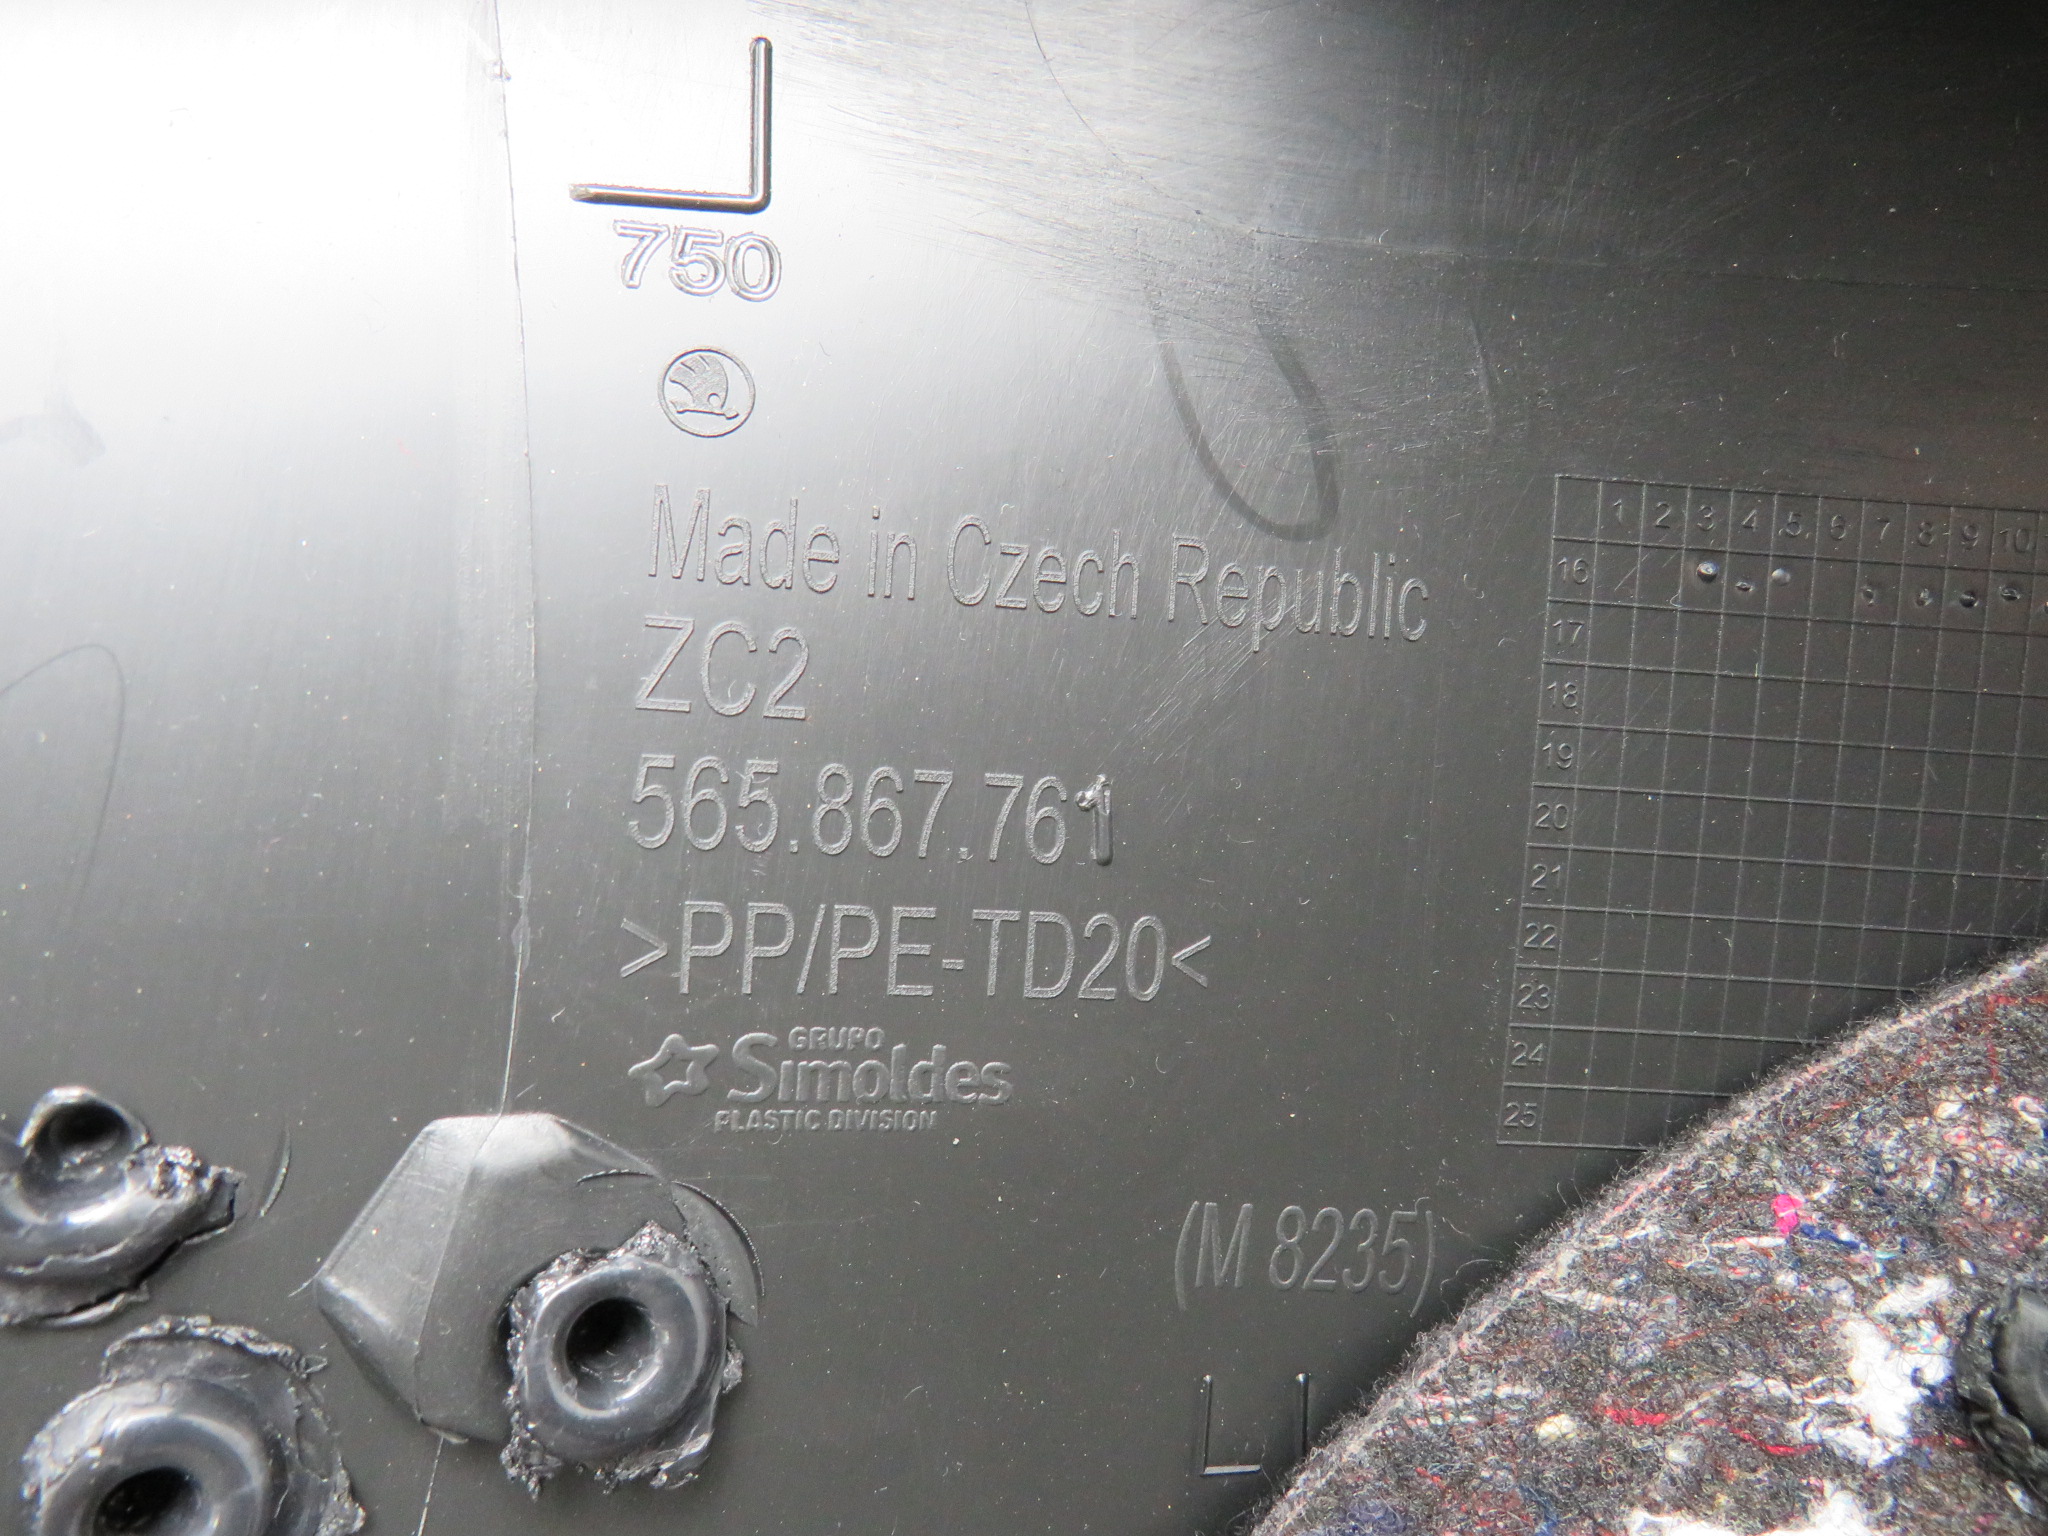 750
Made in Czech Republic
ZC2
565.867.761
>PP/PE-TD20<
GRUPO
Simoldes
PLASTIC DIVISION
(M 8235)
1 2 3 4 5 6 7 8 9 10
16
17
18
19
20
21
22
23
24
25